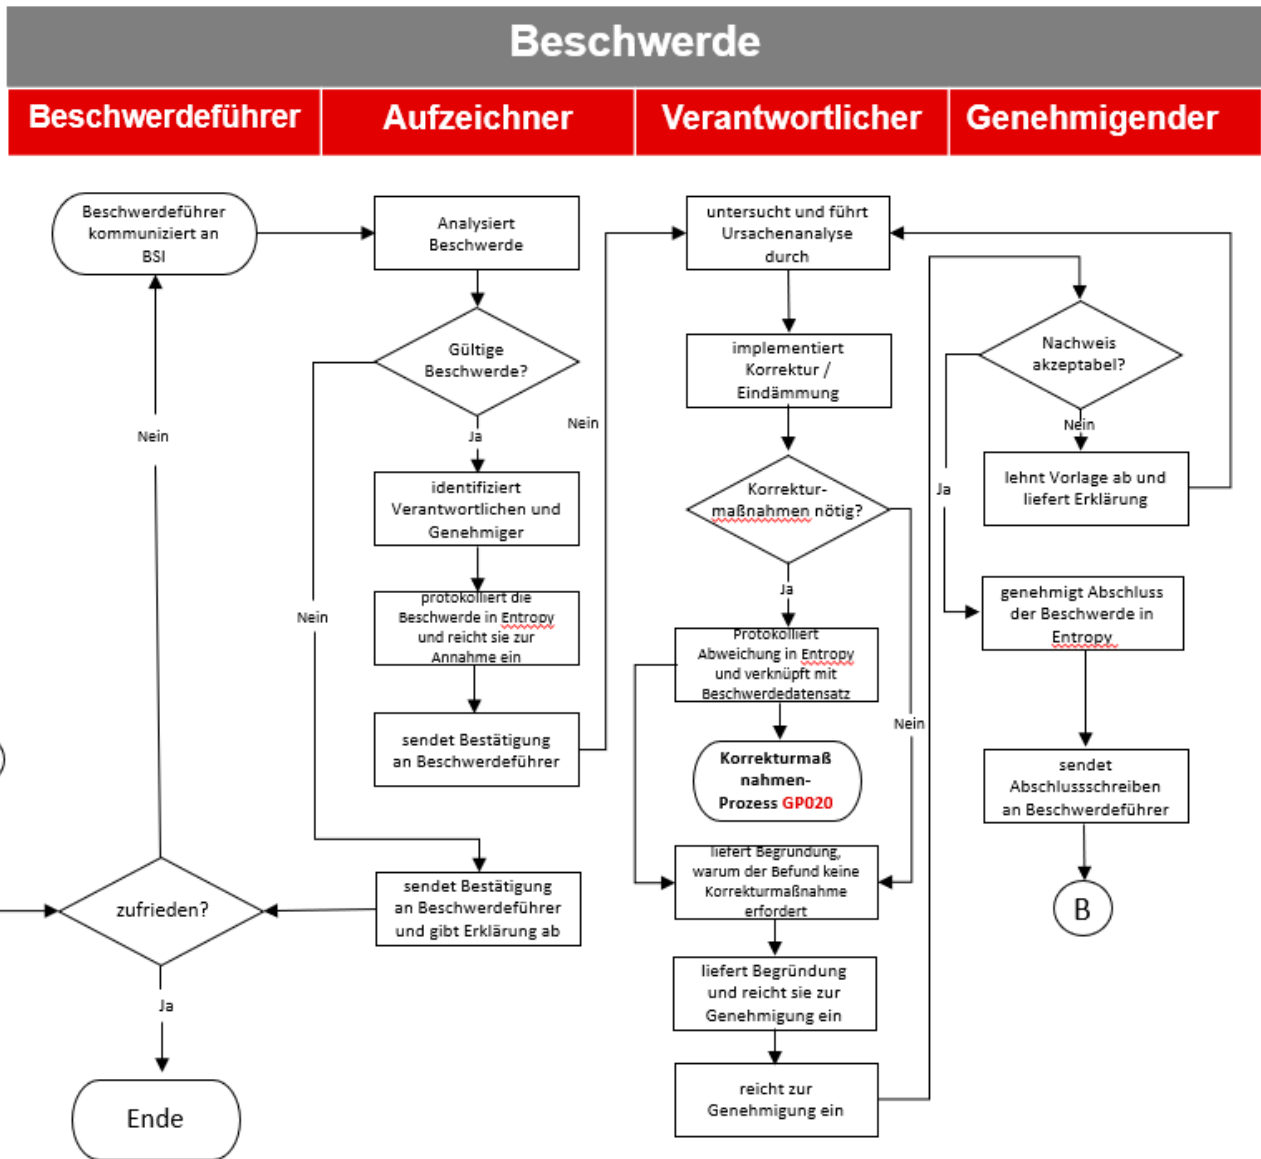 Beschwerde
Beschwerdeführer
Aufzeichner
Verantwortlicher
Genehmigender
Beschwerdeführer
kommuniziert an
BSI
Nein
zufrieden?
Ja
Ende
Analysiert
Beschwerde
Gültige
Beschwerde?
Ja
Nein
identifiziert
Verantwortlichen und
Genehmiger
protokolliert die
Beschwerde in Entropy
und reicht sie zur
Annahme ein
sendet Bestätigung
an Beschwerdeführer
Nein
sendet Bestätigung
an Beschwerdeführer
und gibt Erklärung ab
untersucht und führt
Ursachenanalyse
durch
implementiert
Korrektur /
Eindämmung
Korrektur-
maßnahmen nötig?
Ja
Nein
Protokolliert
Abweichung in Entropy
und verknüpft mit
Beschwerdedatensatz
Korrekturmaß
nahmen-
Prozess GP020
liefert Begründung,
warum der Befund keine
Korrekturmaßnahme
erfordert
liefert Begründung
und reicht sie zur
Genehmigung ein
reicht zur
Genehmigung ein
Nachweis
akzeptabel?
Nein
Ja
lehnt Vorlage ab und
liefert Erklärung
genehmigt Abschluss
der Beschwerde in
Entropy
sendet
Abschlussschreiben
an Beschwerdeführer
B